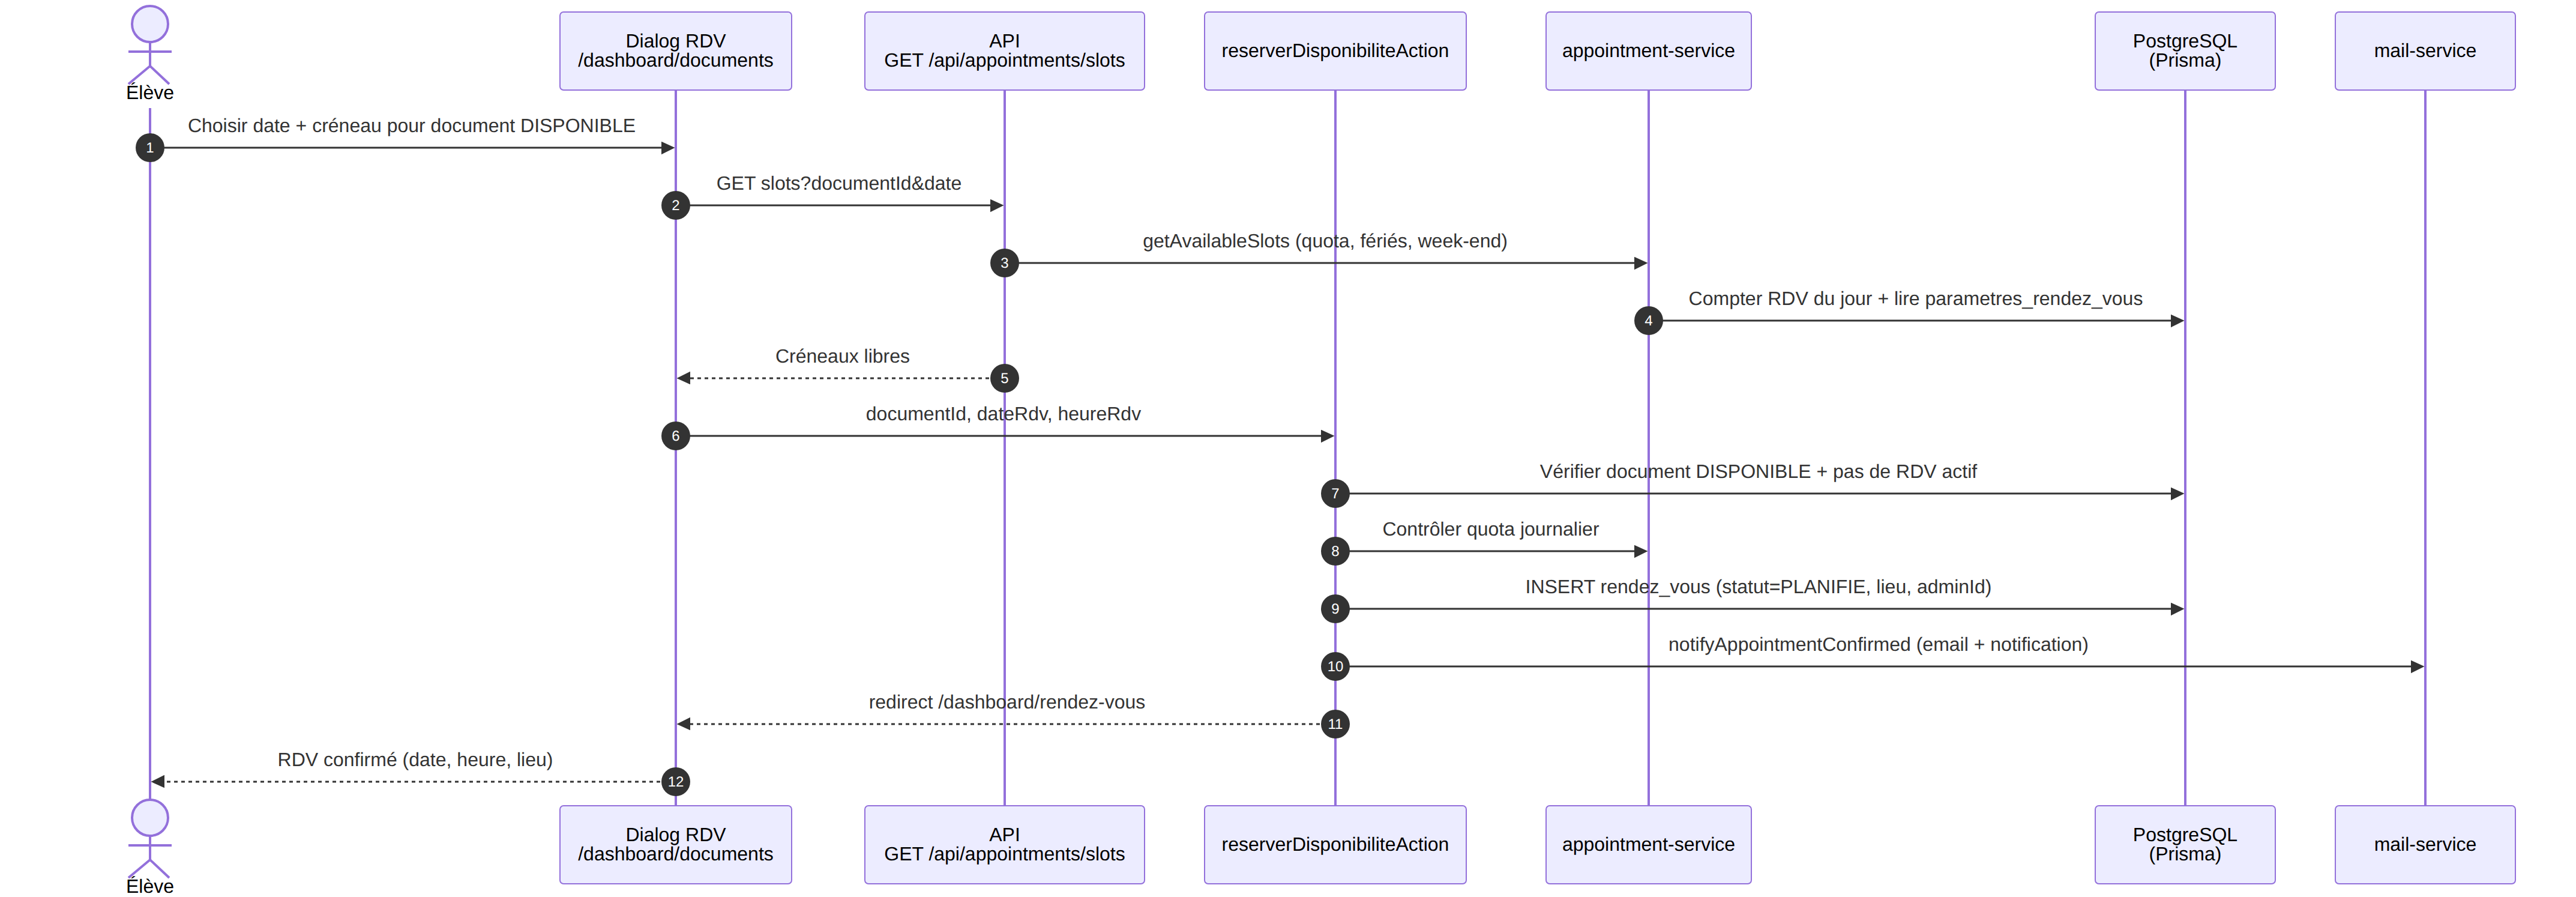 Élève
Dialog RDV
/dashboard/documents
API
GET /api/appointments/slots
reserverDisponibiliteAction
appointment-service
PostgreSQL
(Prisma)
mail-service
Choisir date + créneau pour document DISPONIBLE
1
GET slots?documentId&date
2
getAvailableSlots (quota, fériés, week-end)
3
Compter RDV du jour + lire parametres_rendez_vous
4
Créneaux libres
5
documentId, dateRdv, heureRdv
6
Vérifier document DISPONIBLE + pas de RDV actif
7
Contrôler quota journalier
8
INSERT rendez_vous (statut=PLANIFIE, lieu, adminId)
9
notifyAppointmentConfirmed (email + notification)
10
redirect /dashboard/rendez-vous
11
RDV confirmé (date, heure, lieu)
12
Élève
Dialog RDV
/dashboard/documents
API
GET /api/appointments/slots
reserverDisponibiliteAction
appointment-service
PostgreSQL
(Prisma)
mail-service